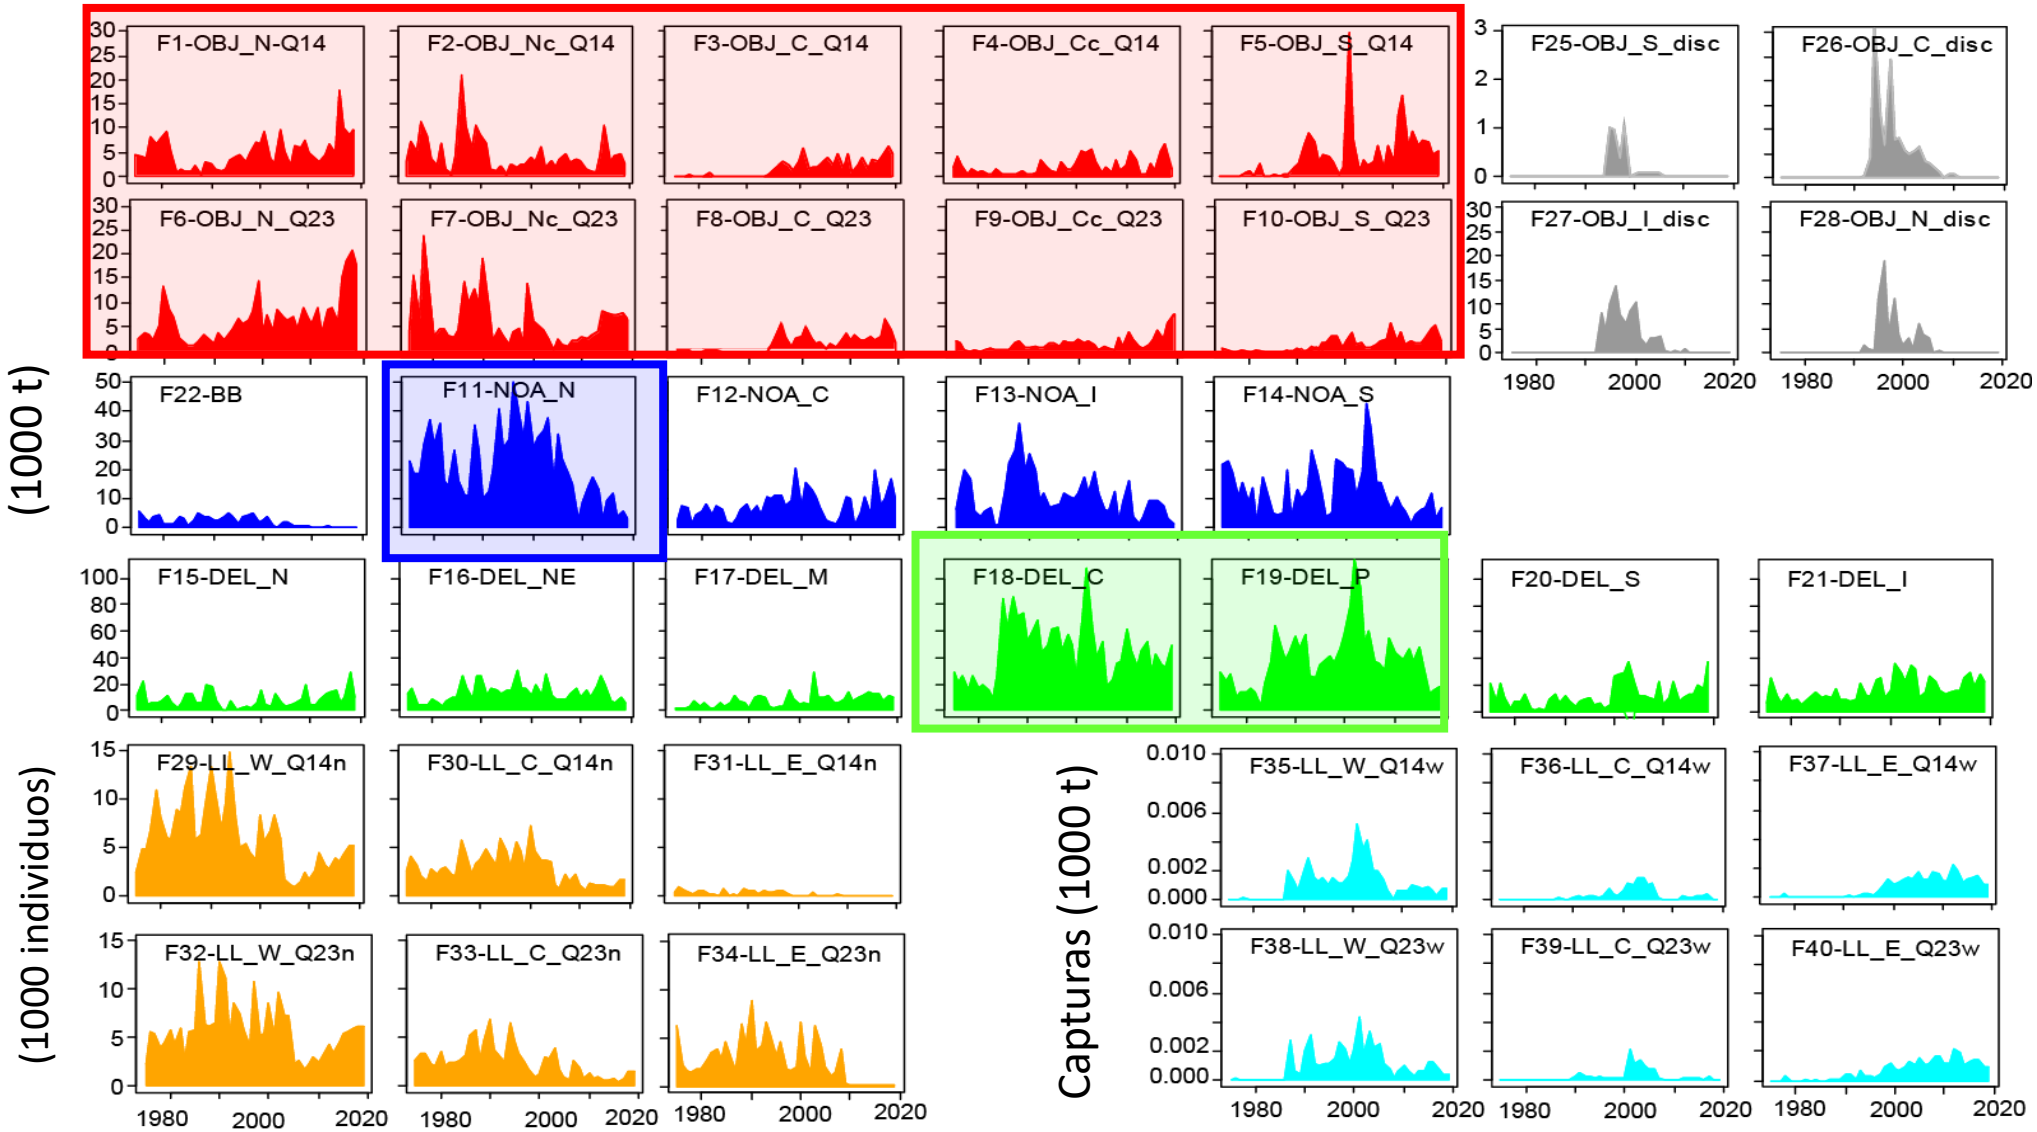 F1-OBJ_N-Q14
F2-OBJ_Nc_Q14
F3-OBJ_C_Q14
F4-OBJ_Cc_Q14
F5-OBJ_S_Q14
F25-OBJ_S_disc
F26-OBJ_C_disc
30
25
20
15
10
5
0
3
2
1
0
F6-OBJ_N_Q23
F7-OBJ_Nc_Q23
F8-OBJ_C_Q23
F9-OBJ_Cc_Q23
F10-OBJ_S_Q23
F27-OBJ_I_disc
F28-OBJ_N_disc
30
25
20
15
10
5
0
30
25
20
15
10
5
0
1980 2000 2020
1980 2000 2020
(1000 t)
F22-BB
F11-NOA_N
F12-NOA_C
F13-NOA_I
F14-NOA_S
50
40
30
20
10
0
F15-DEL_N
F16-DEL_NE
F17-DEL_M
F18-DEL_C
F19-DEL_P
F20-DEL_S
F21-DEL_I
100
80
60
40
20
0
(1000 individuos)
F29-LL_W_Q14n
F30-LL_C_Q14n
F31-LL_E_Q14n
15
10
5
0
Capturas (1000 t)
F35-LL_W_Q14w
F36-LL_C_Q14w
F37-LL_E_Q14w
0.010
0.006
0.002
0.000
F32-LL_W_Q23n
F33-LL_C_Q23n
F34-LL_E_Q23n
15
10
5
0
F38-LL_W_Q23w
F39-LL_C_Q23w
F40-LL_E_Q23w
0.010
0.006
0.002
0.000
1980 2000 2020
1980 2000 2020
1980 2000 2020
1980 2000 2020
1980 2000 2020
1980 2000 2020